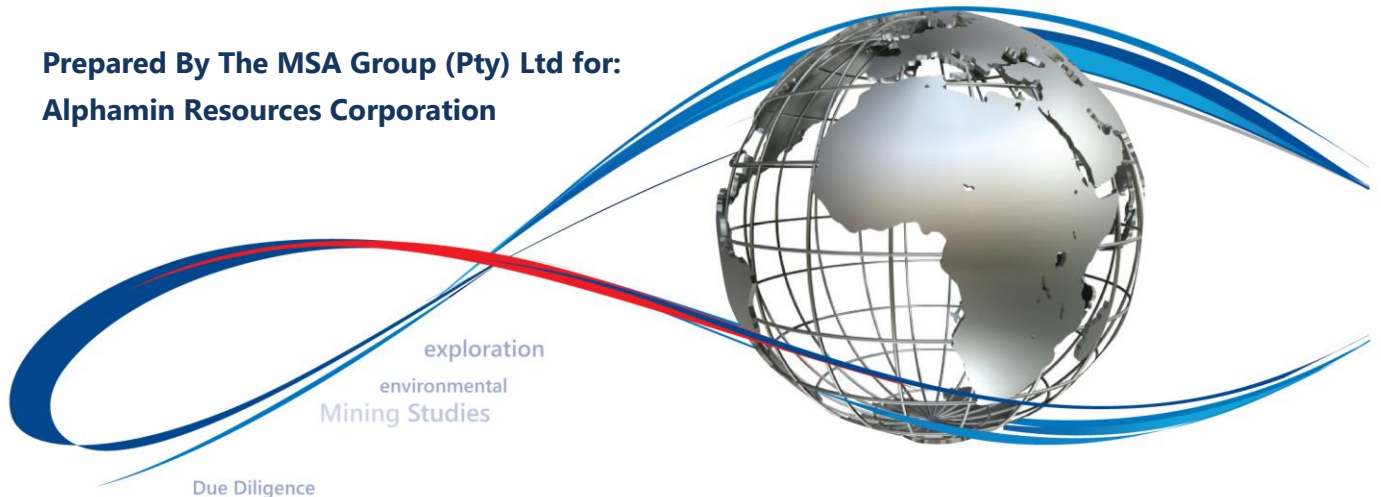 Prepared By The MSA Group (Pty) Ltd for:
Alphamin Resources Corporation
exploration
environmental
Mining Studies
Due Diligence